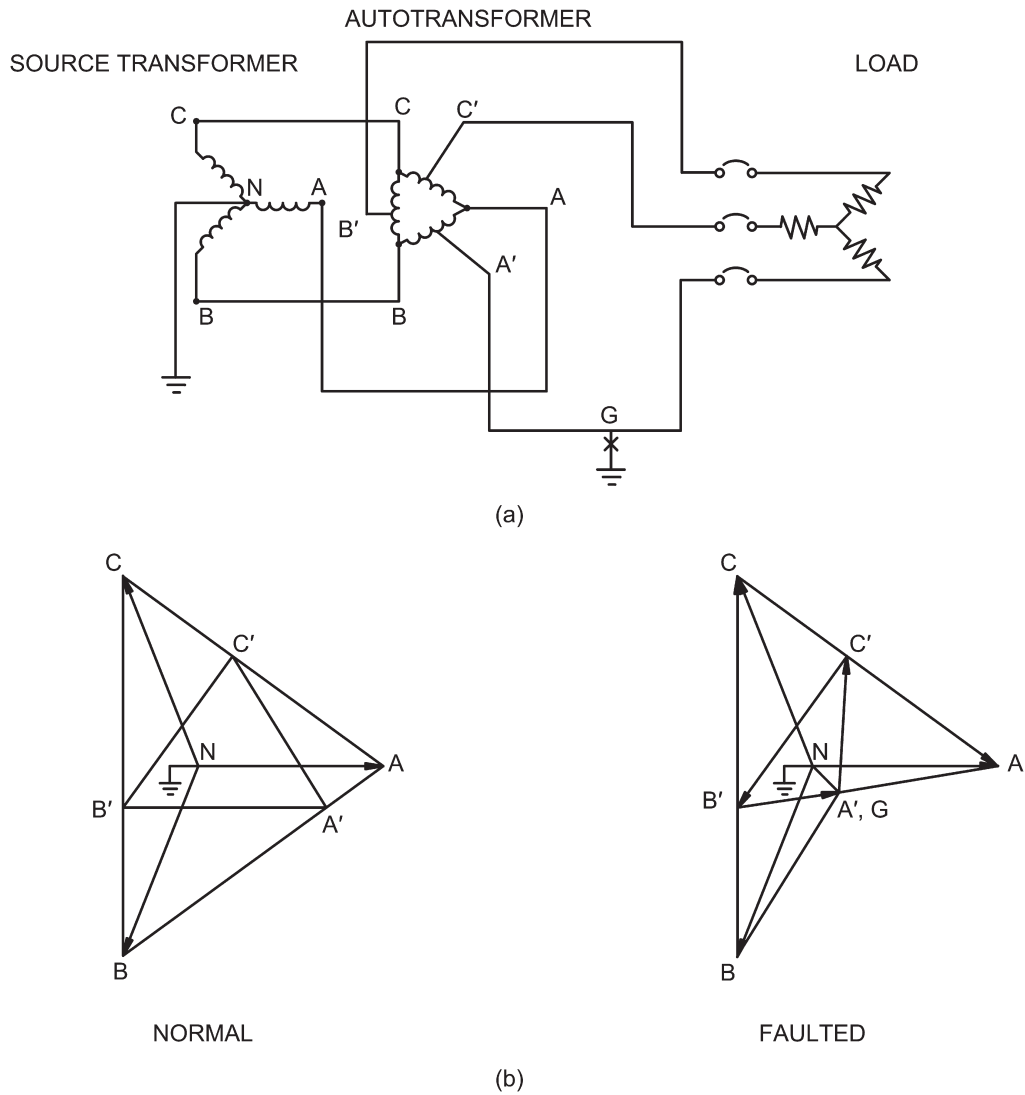 AUTOTRANSFORMER
SOURCE TRANSFORMER
LOAD
C
C
C′
N
A
A
B′
A′
B
B
G
(a)
C
C′
N
A
B′
A′
B
NORMAL
C
C′
N
A
B′
A′, G
B
FAULTED
(b)